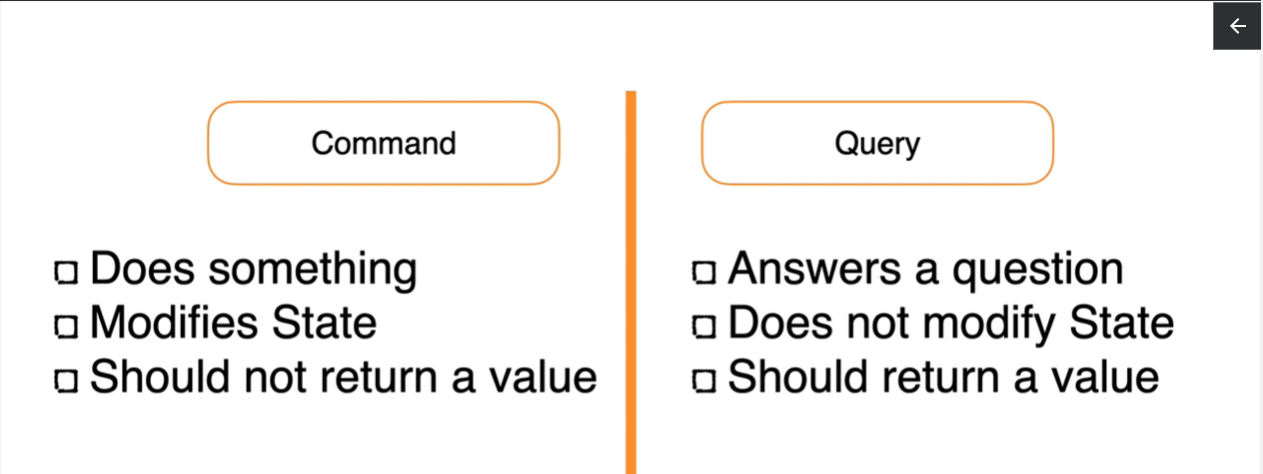 Command
Does something
Modifies State
Should not return a value
Query
Answers a question
Does not modify State
Should return a value